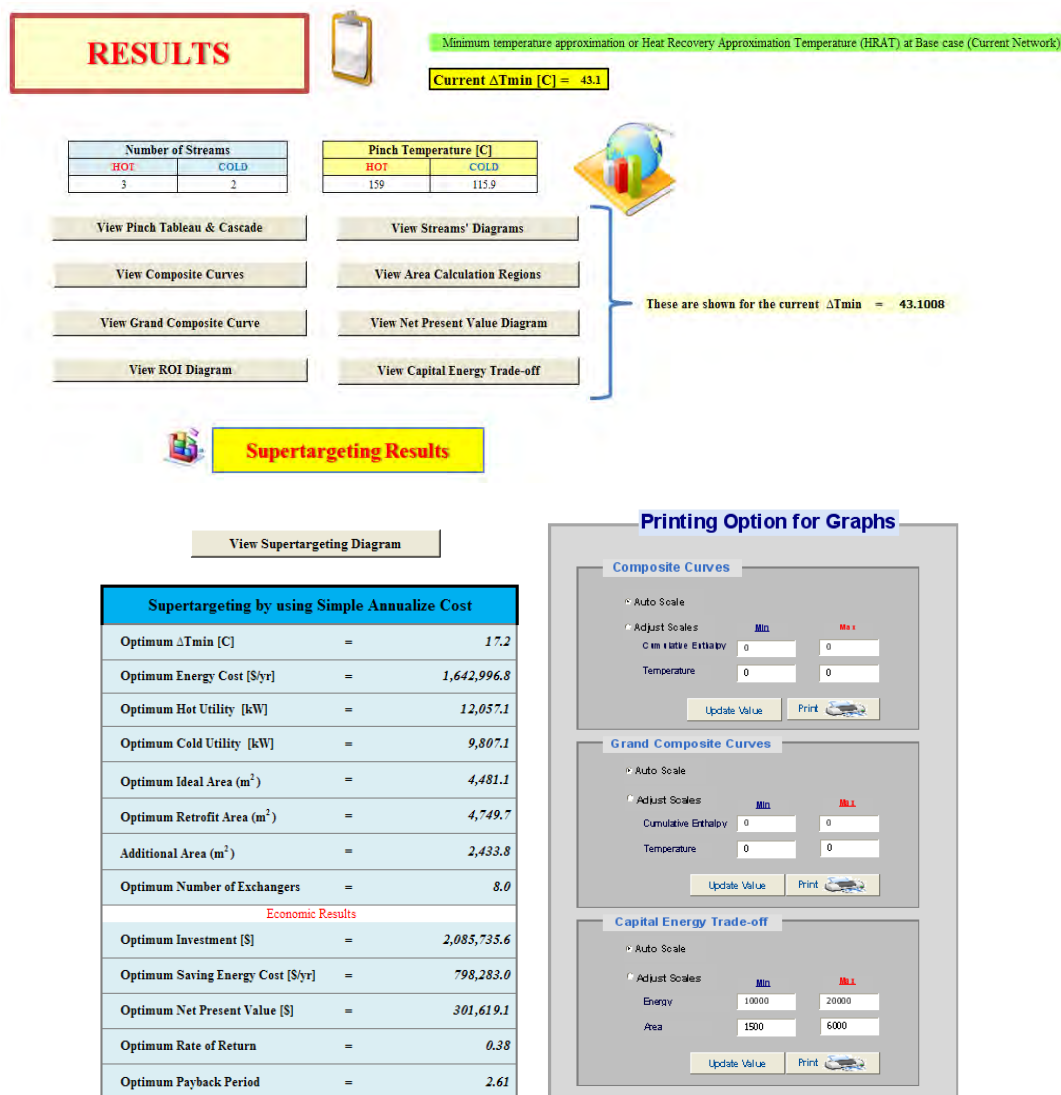 RESULTS
Minimum temperature approximation or Heat Recovery Approximation Temperature (HRAT) at Base case (Current Network)
Current ΔTmin [C] = 43.1
Number of Streams
HOT COLD
3 2
Pinch Temperature [C]
HOT COLD
159 115.9
View Pinch Tableau & Cascade
View Streams' Diagrams
View Composite Curves
View Area Calculation Regions
View Grand Composite Curve
View Net Present Value Diagram
View ROI Diagram
View Capital Energy Trade-off
These are shown for the current ΔTmin = 43.1008
Supertargeting Results
View Supertargeting Diagram
Supertargeting by using Simple Annualize Cost
Optimum ΔTmin [C] = 17.2
Optimum Energy Cost [$/yr] = 1,642,996.8
Optimum Hot Utility [kW] = 12,057.1
Optimum Cold Utility [kW] = 9,807.1
Optimum Ideal Area (m²) = 4,481.1
Optimum Retrofit Area (m²) = 4,749.7
Additional Area (m²) = 2,433.8
Optimum Number of Exchangers = 8.0
Economic Results
Optimum Investment [$] = 2,085,735.6
Optimum Saving Energy Cost [$/yr] = 798,283.0
Optimum Net Present Value [$] = 301,619.1
Optimum Rate of Return = 0.38
Optimum Payback Period = 2.61
Printing Option for Graphs
Composite Curves
Auto Scale
Adjust Scales Min Max
Cumulative Enthalpy 0 0
Temperature 0 0
Update Value Print
Grand Composite Curves
Auto Scale
Adjust Scales Min Max
Cumulative Enthalpy 0 0
Temperature 0 0
Update Value Print
Capital Energy Trade-off
Auto Scale
Adjust Scales Min Max
Energy 10000 20000
Area 1500 6000
Update Value Print